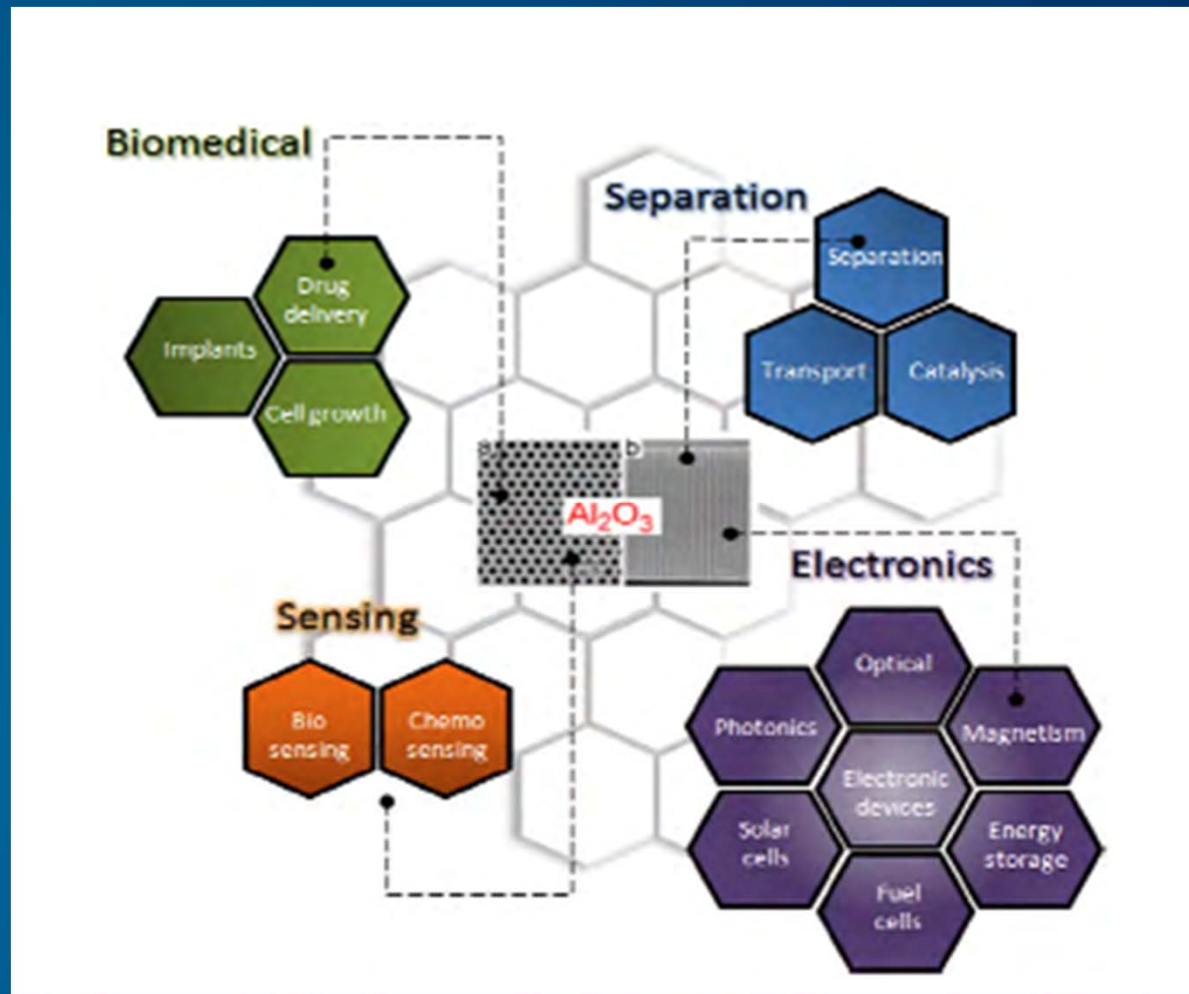 Biomedical
Drug
delivery
Implants
Cell growth
Separation
Separation
Transport
Catalysis
a
b
Al₂O₃
Sensing
Bio
sensing
Chemo
sensing
Electronics
Optical
Photonics
Magnetism
Electronic
devices
Solar
cells
Energy
storage
Fuel
cells